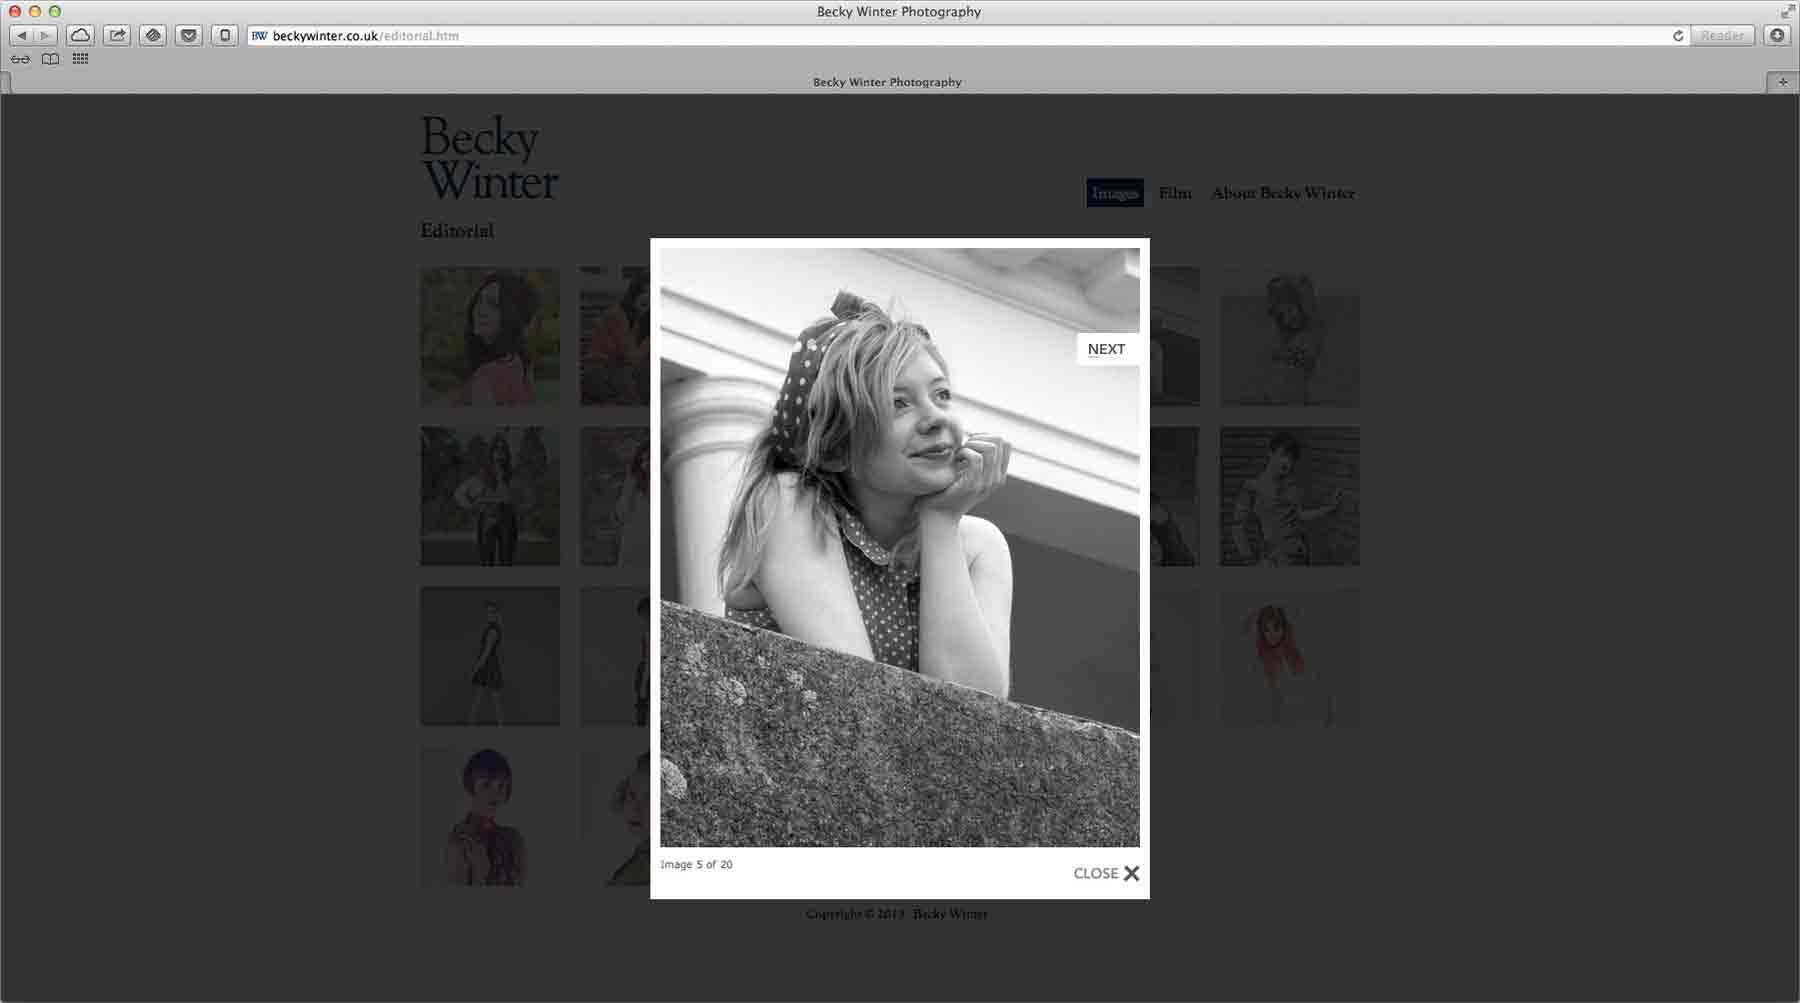 Becky Winter Photography
BW beckywinter.co.uk/editorial.htm
Reader
Becky Winter Photography
Becky
Winter
Images Film About Becky Winter
Editorial
NEXT
Image 5 of 20
CLOSE
Copyright © 2013 Becky Winter